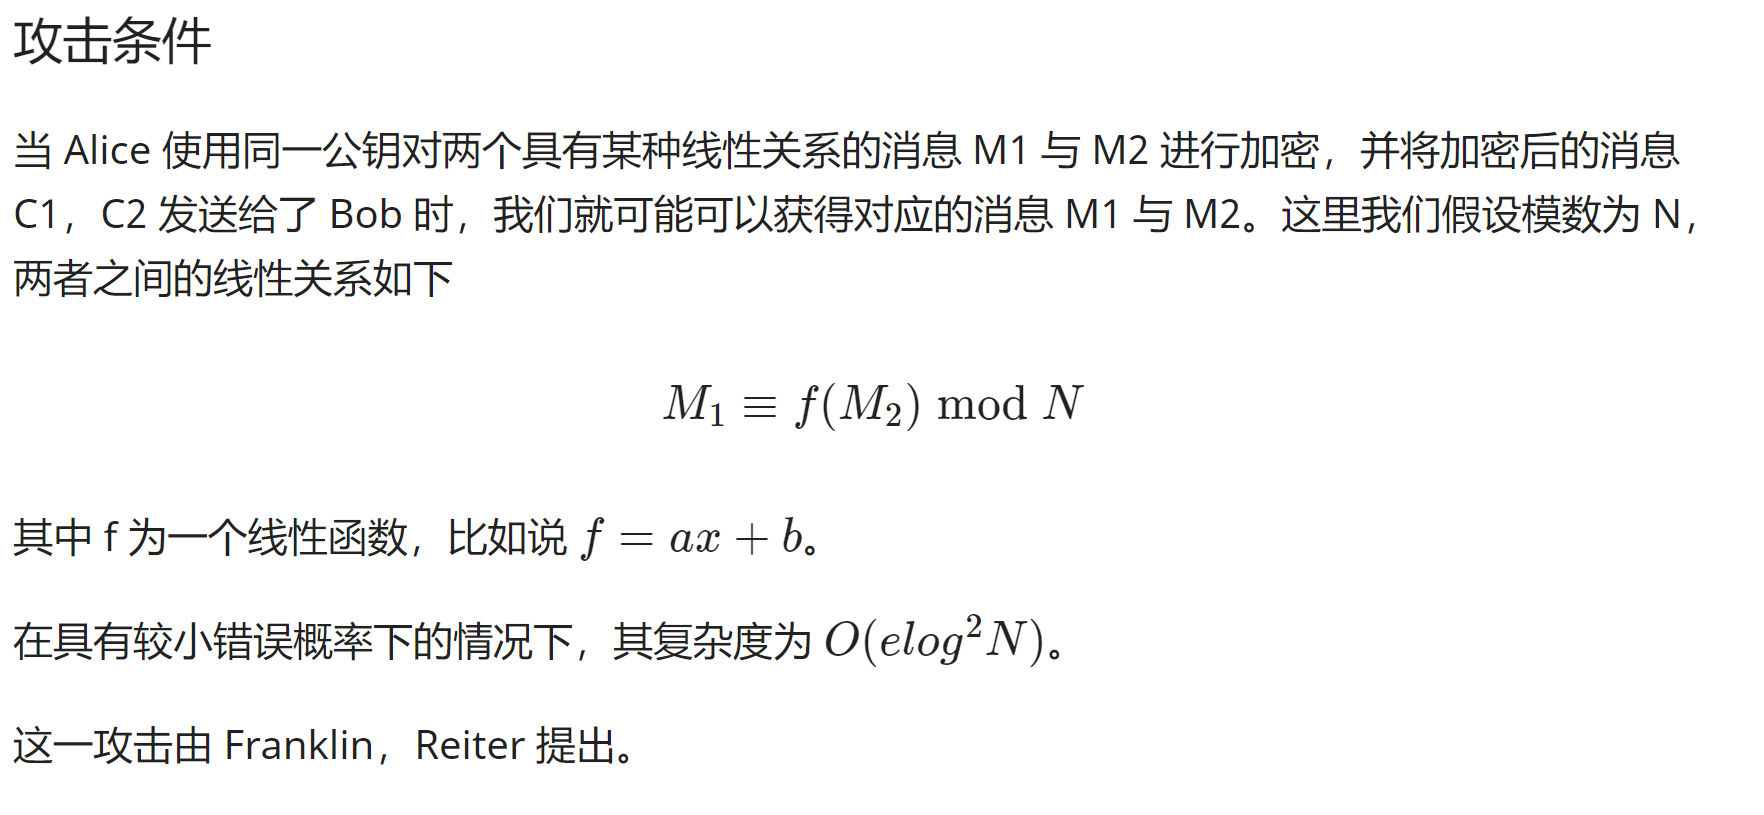 攻击条件
当 Alice 使用同一公钥对两个具有某种线性关系的消息 M1 与 M2 进行加密，并将加密后的消息
C1，C2 发送给了 Bob 时，我们就可能可以获得对应的消息 M1 与 M2。这里我们假设模数为 N，
两者之间的线性关系如下
M₁ ≡ f(M₂) mod N
其中 f 为一个线性函数，比如说 f = ax + b。
在具有较小错误概率下的情况下，其复杂度为 O(elog²N)。
这一攻击由 Franklin，Reiter 提出。